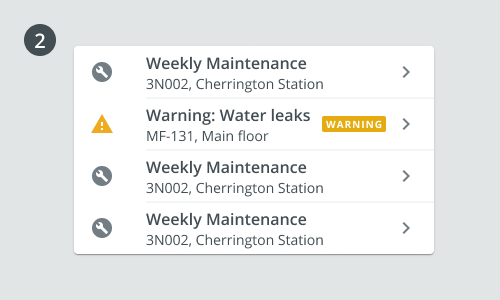 2
Weekly Maintenance
3N002, Cherrington Station
Warning: Water leaks
WARNING
MF-131, Main floor
Weekly Maintenance
3N002, Cherrington Station
Weekly Maintenance
3N002, Cherrington Station